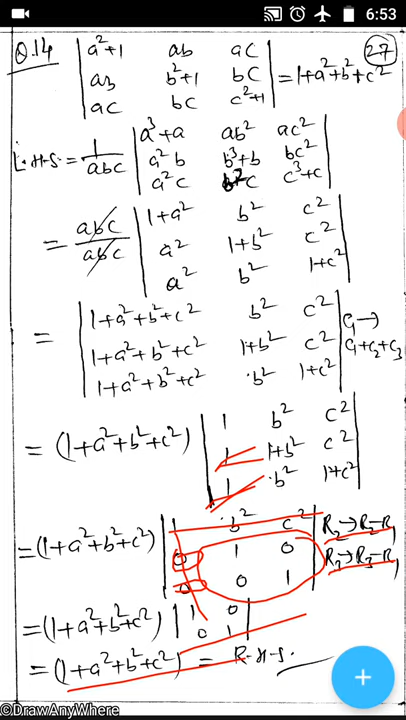 6:53
Q.14 | a²+1 ab ac | (27)
| ab b²+1 bc | = 1+a²+b²+c²
| ac bc c²+1 |
L.H.S. = 1/abc | a³+a ab² ac² |
| a²b b³+b bc² |
| a²c b²c c³+c |
= abc/abc | 1+a² b² c² |
| a² 1+b² c² |
| a² b² 1+c² |
= | 1+a²+b²+c² b² c² | C₁→
| 1+a²+b²+c² 1+b² c² | C₁+C₂+C₃
| 1+a²+b²+c² b² 1+c² |
= (1+a²+b²+c²) | 1 b² c² |
| 1 1+b² c² |
| 1 b² 1+c² |
= (1+a²+b²+c²) | 1 b² c² | R₂→R₂-R₁
| 0 1 0 | R₃→R₃-R₁
| 0 0 1 |
= (1+a²+b²+c²) | 1 0 |
| 0 1 |
= (1+a²+b²+c²) = R.H.S.
©DrawAnyWhere